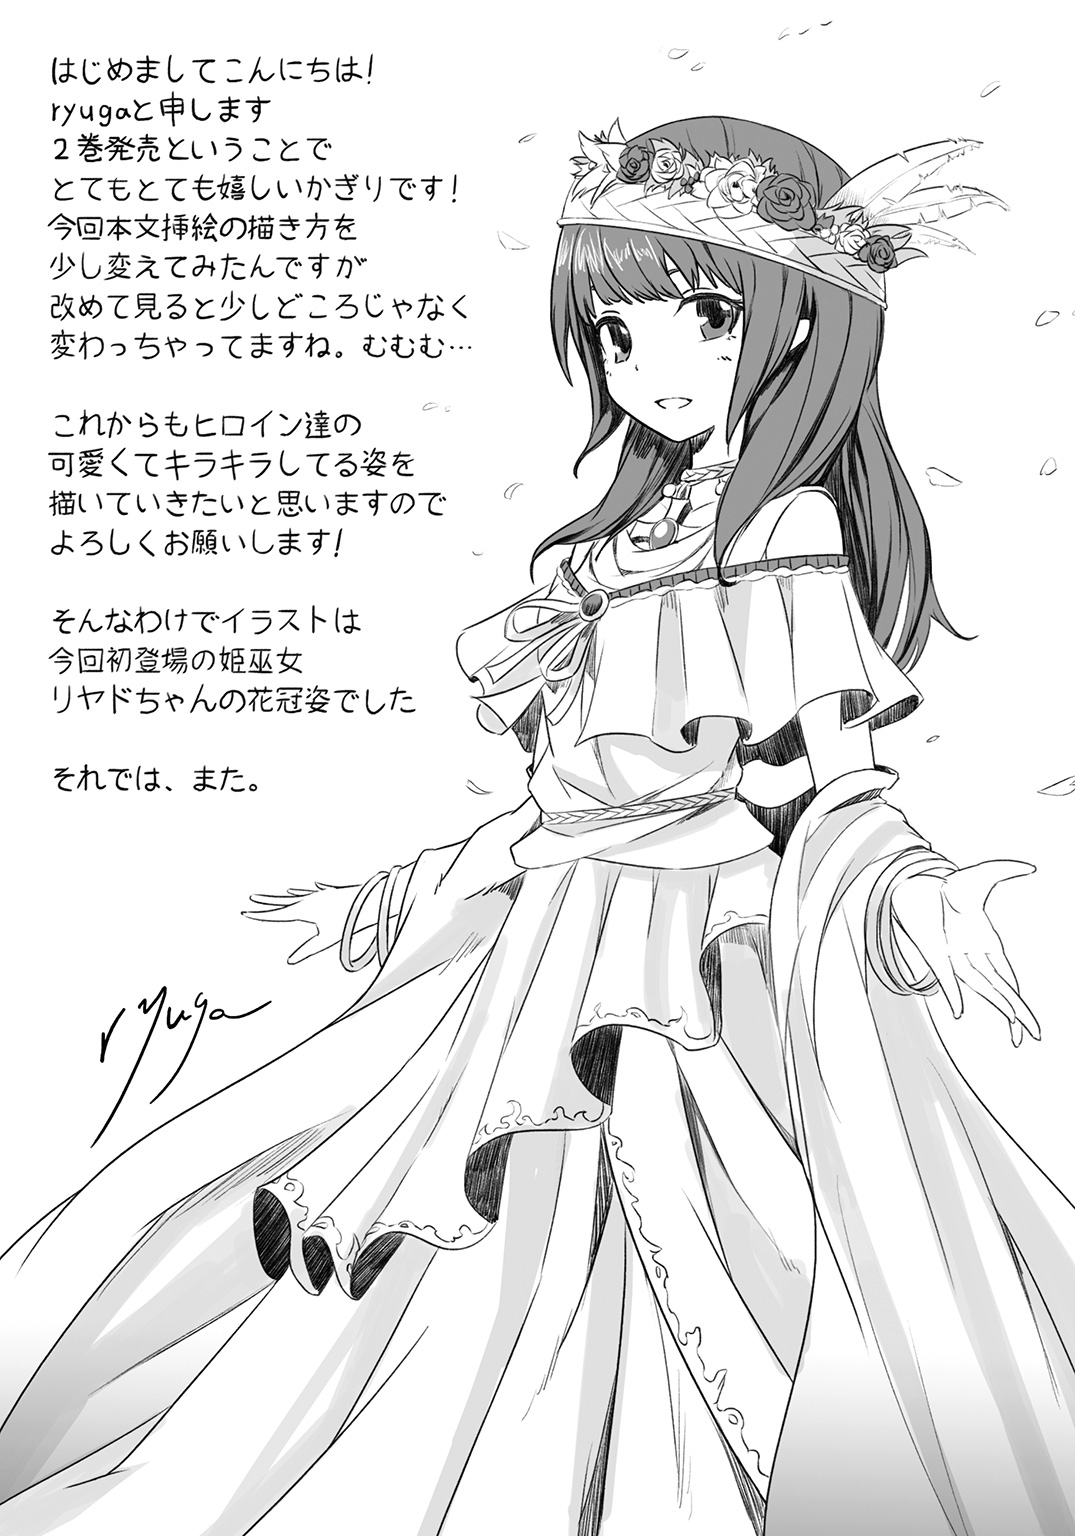 はじめましてこんにちは!
ryugaと申します
2巻発売ということで
とてもとても嬉しいかぎりです!
今回本文挿絵の描き方を
少し変えてみたんですが
改めて見ると少しどころじゃなく
変わっちゃってますね。むむむ…
これからもヒロイン達の
可愛くてキラキラしてる姿を
描いていきたいと思いますので
よろしくお願いします!
そんなわけでイラストは
今回初登場の姫巫女
リヤドちゃんの花冠姿でした
それでは、また。
ryuga